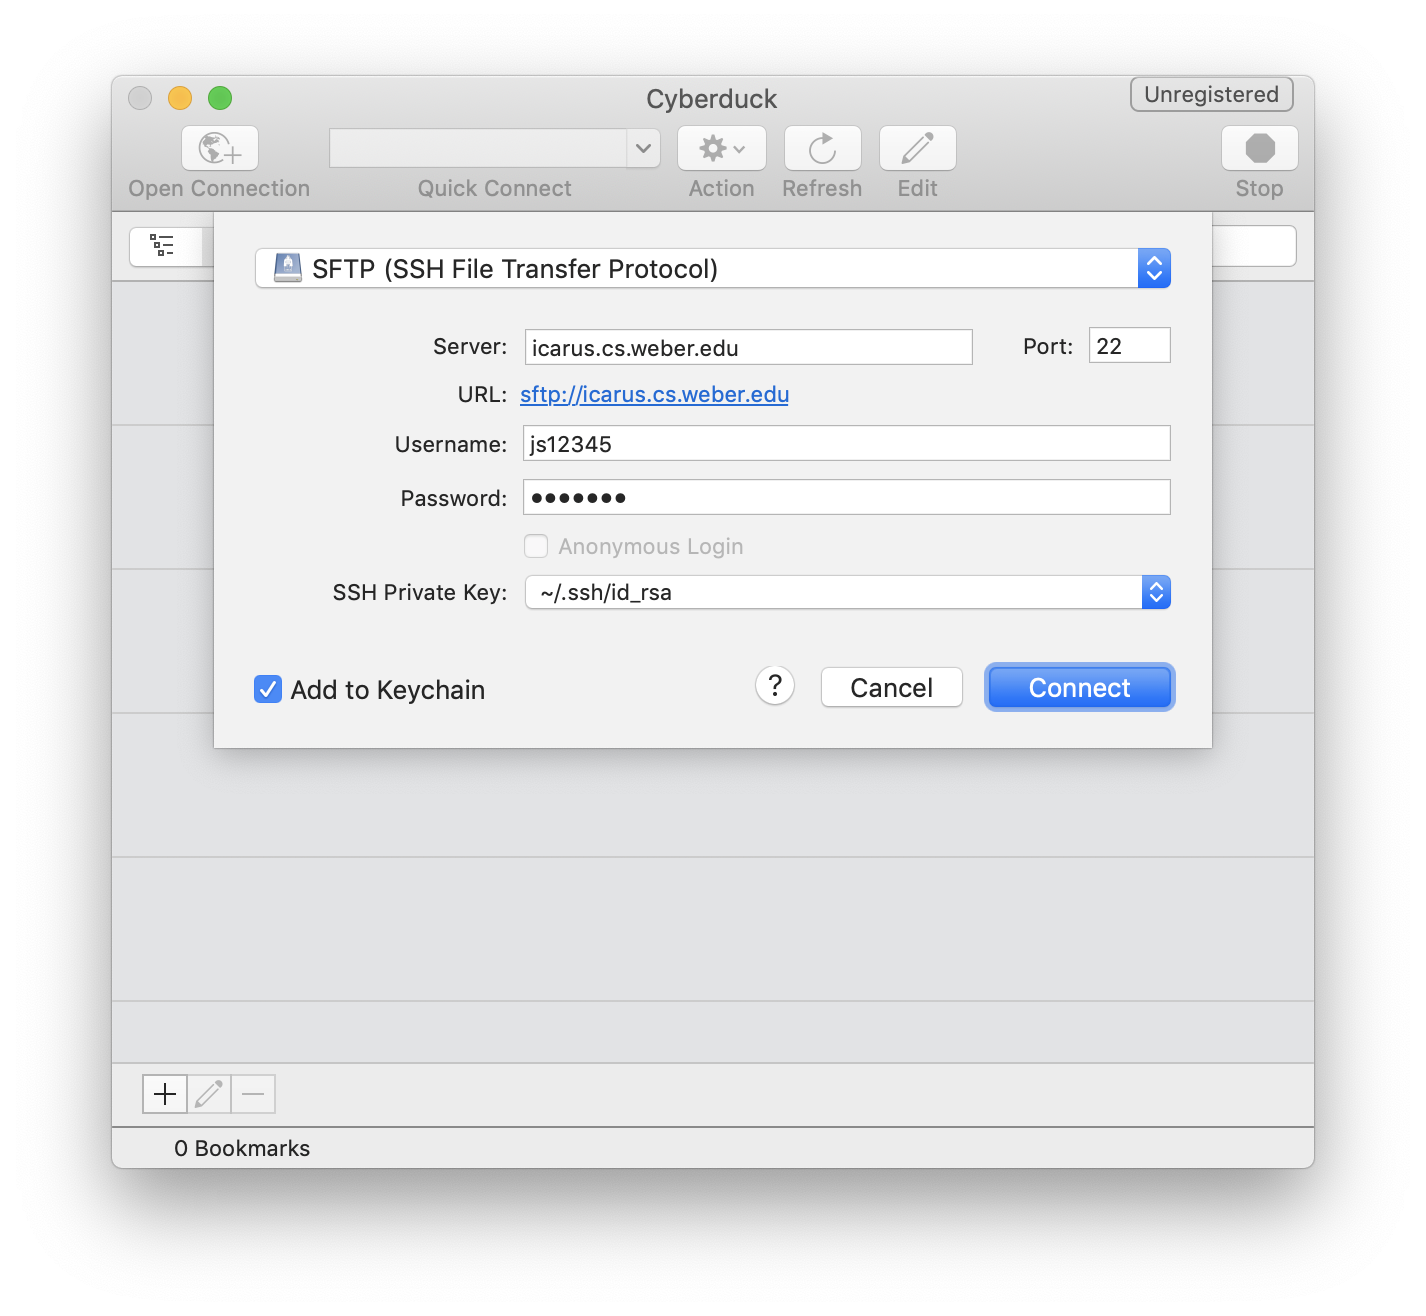 Cyberduck
Unregistered
Open Connection
Quick Connect
Action
Refresh
Edit
Stop
SFTP (SSH File Transfer Protocol)
Server: icarus.cs.weber.edu Port: 22
URL: sftp://icarus.cs.weber.edu
Username: js12345
Password: •••••••
Anonymous Login
SSH Private Key: ~/.ssh/id_rsa
Add to Keychain
? Cancel Connect
0 Bookmarks